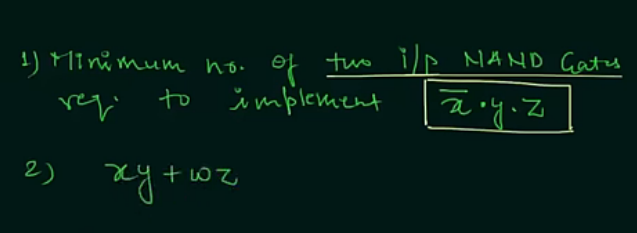 1) Minimum no. of two i/p NAND Gates
req. to implement x̅·y·z
2) xy+wz